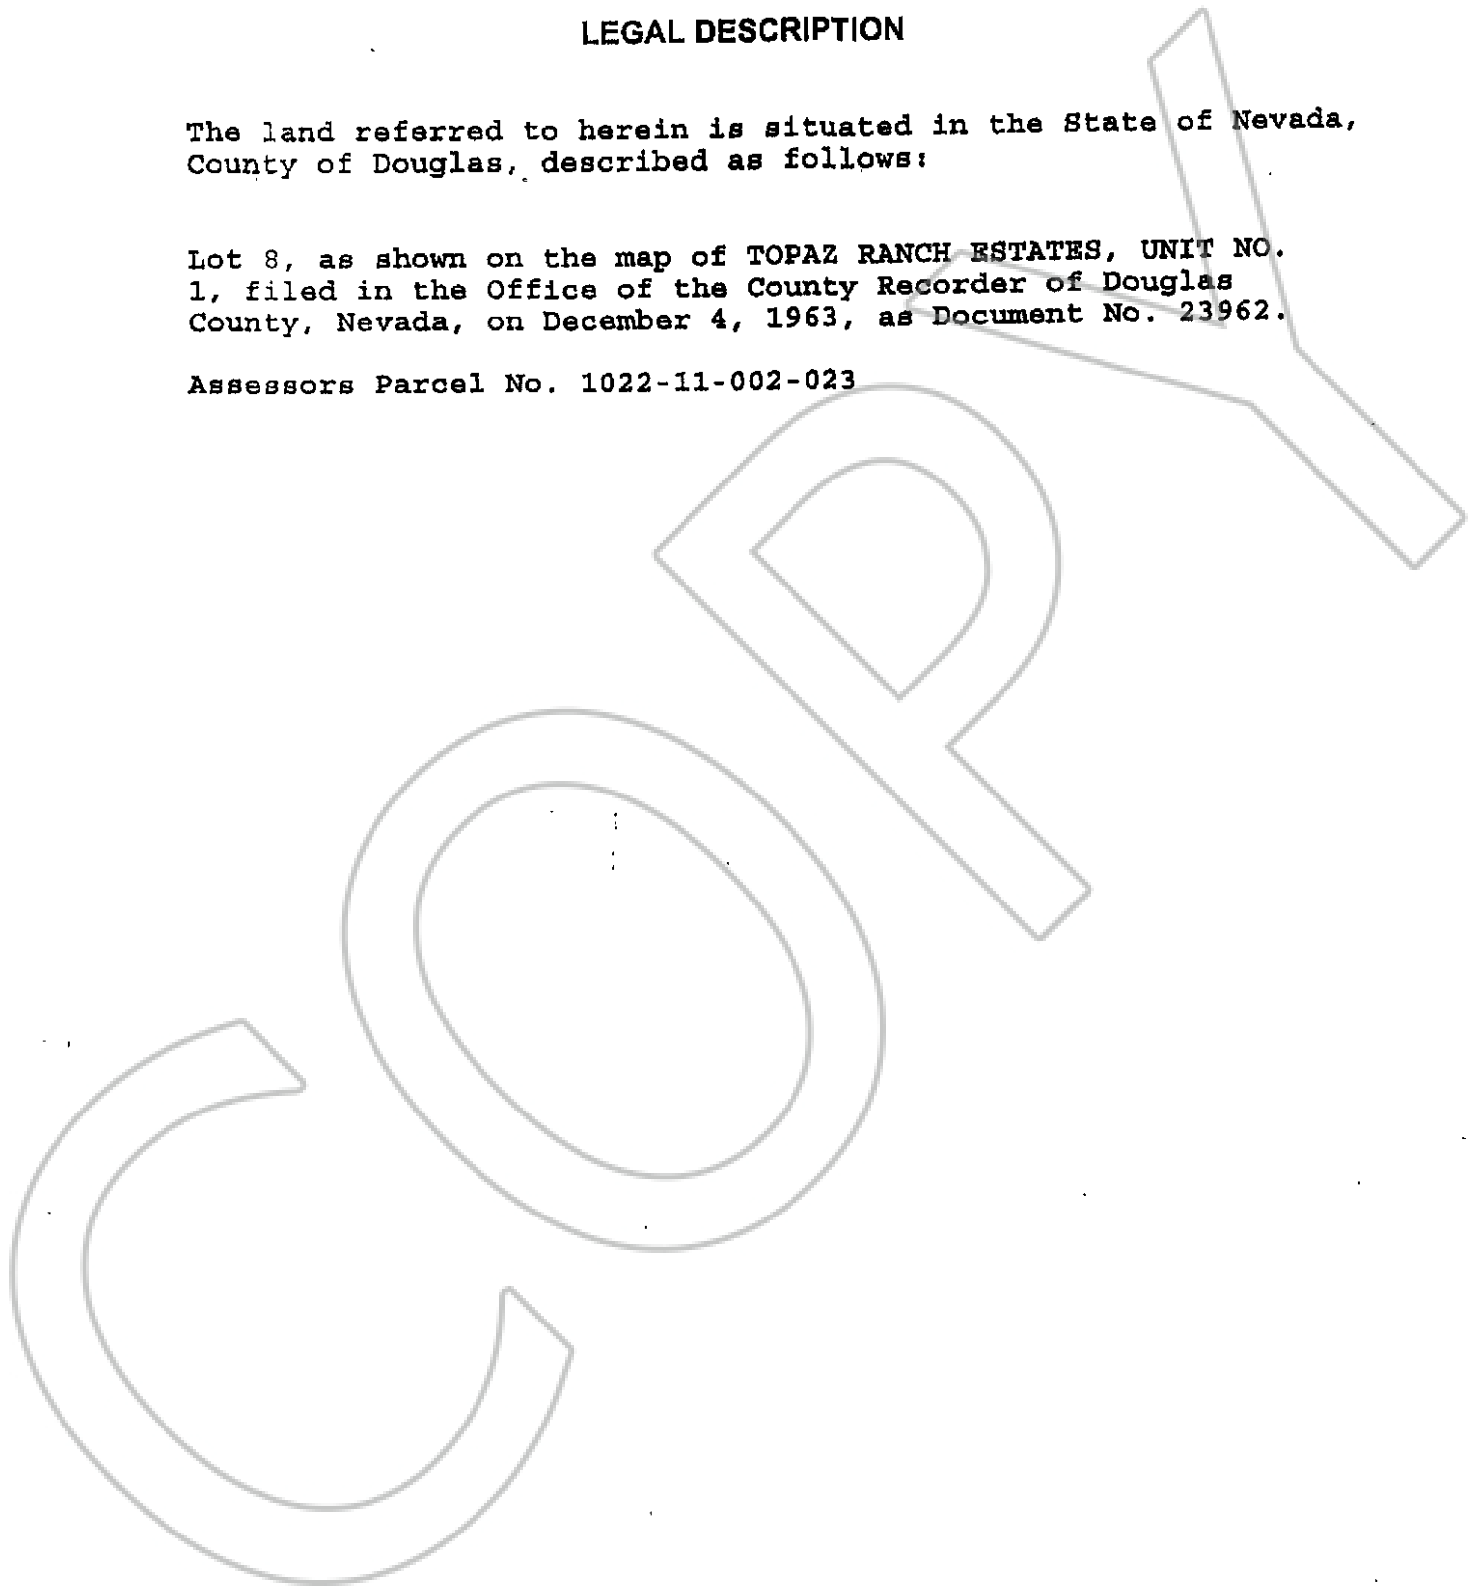 LEGAL DESCRIPTION
The land referred to herein is situated in the State of Nevada,
County of Douglas, described as follows:
Lot 8, as shown on the map of TOPAZ RANCH ESTATES, UNIT NO.
1, filed in the Office of the County Recorder of Douglas
County, Nevada, on December 4, 1963, as Document No. 23962.
Assessors Parcel No. 1022-11-002-023
COPY